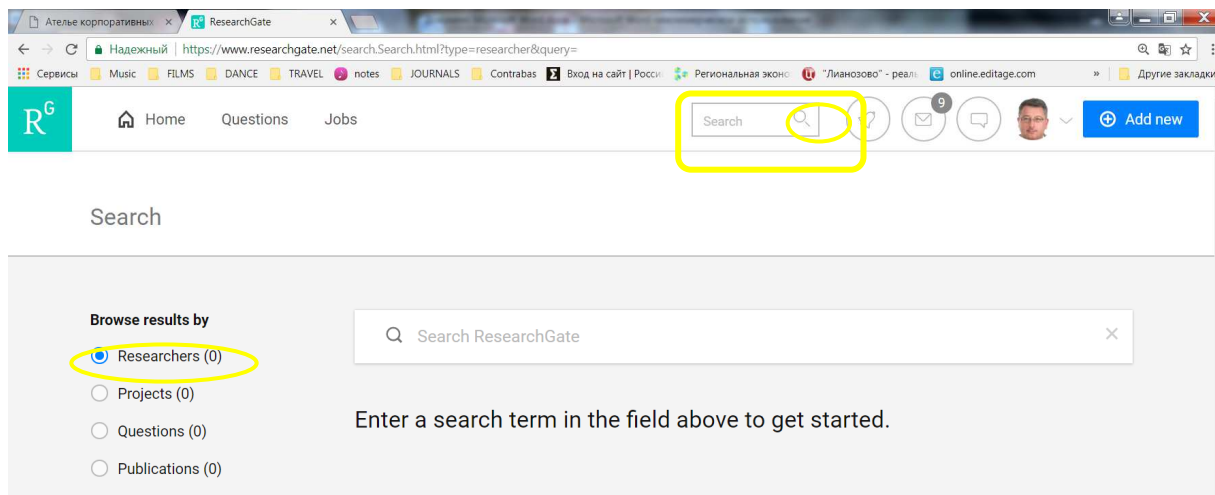 Ателье корпоративных
ResearchGate
Надежный https://www.researchgate.net/search.Search.html?type=researcher&query=
Сервисы Music FILMS DANCE TRAVEL notes JOURNALS Contrabas Вход на сайт | Росси Региональная эконо "Лианозово" - реаль online.editage.com » Другие закладки
RG Home Questions Jobs Search 9 Add new
Search
Browse results by
Researchers (0)
Projects (0)
Questions (0)
Publications (0)
Search ResearchGate
Enter a search term in the field above to get started.